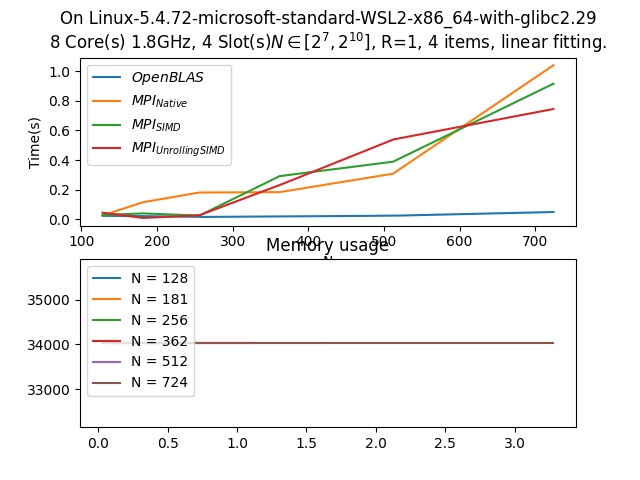 On Linux-5.4.72-microsoft-standard-WSL2-x86_64-with-glibc2.29
8 Core(s) 1.8GHz, 4 Slot(s)N ∈ [2^7, 2^10], R=1, 4 items, linear fitting.
Time(s)
1.0
0.8
0.6
0.4
0.2
0.0
OpenBLAS
MPI_Native
MPI_SIMD
MPI_UnrollingSIMD
100 200 300 400 500 600 700
N
Memory usage
35000
34000
33000
N = 128
N = 181
N = 256
N = 362
N = 512
N = 724
0.0 0.5 1.0 1.5 2.0 2.5 3.0